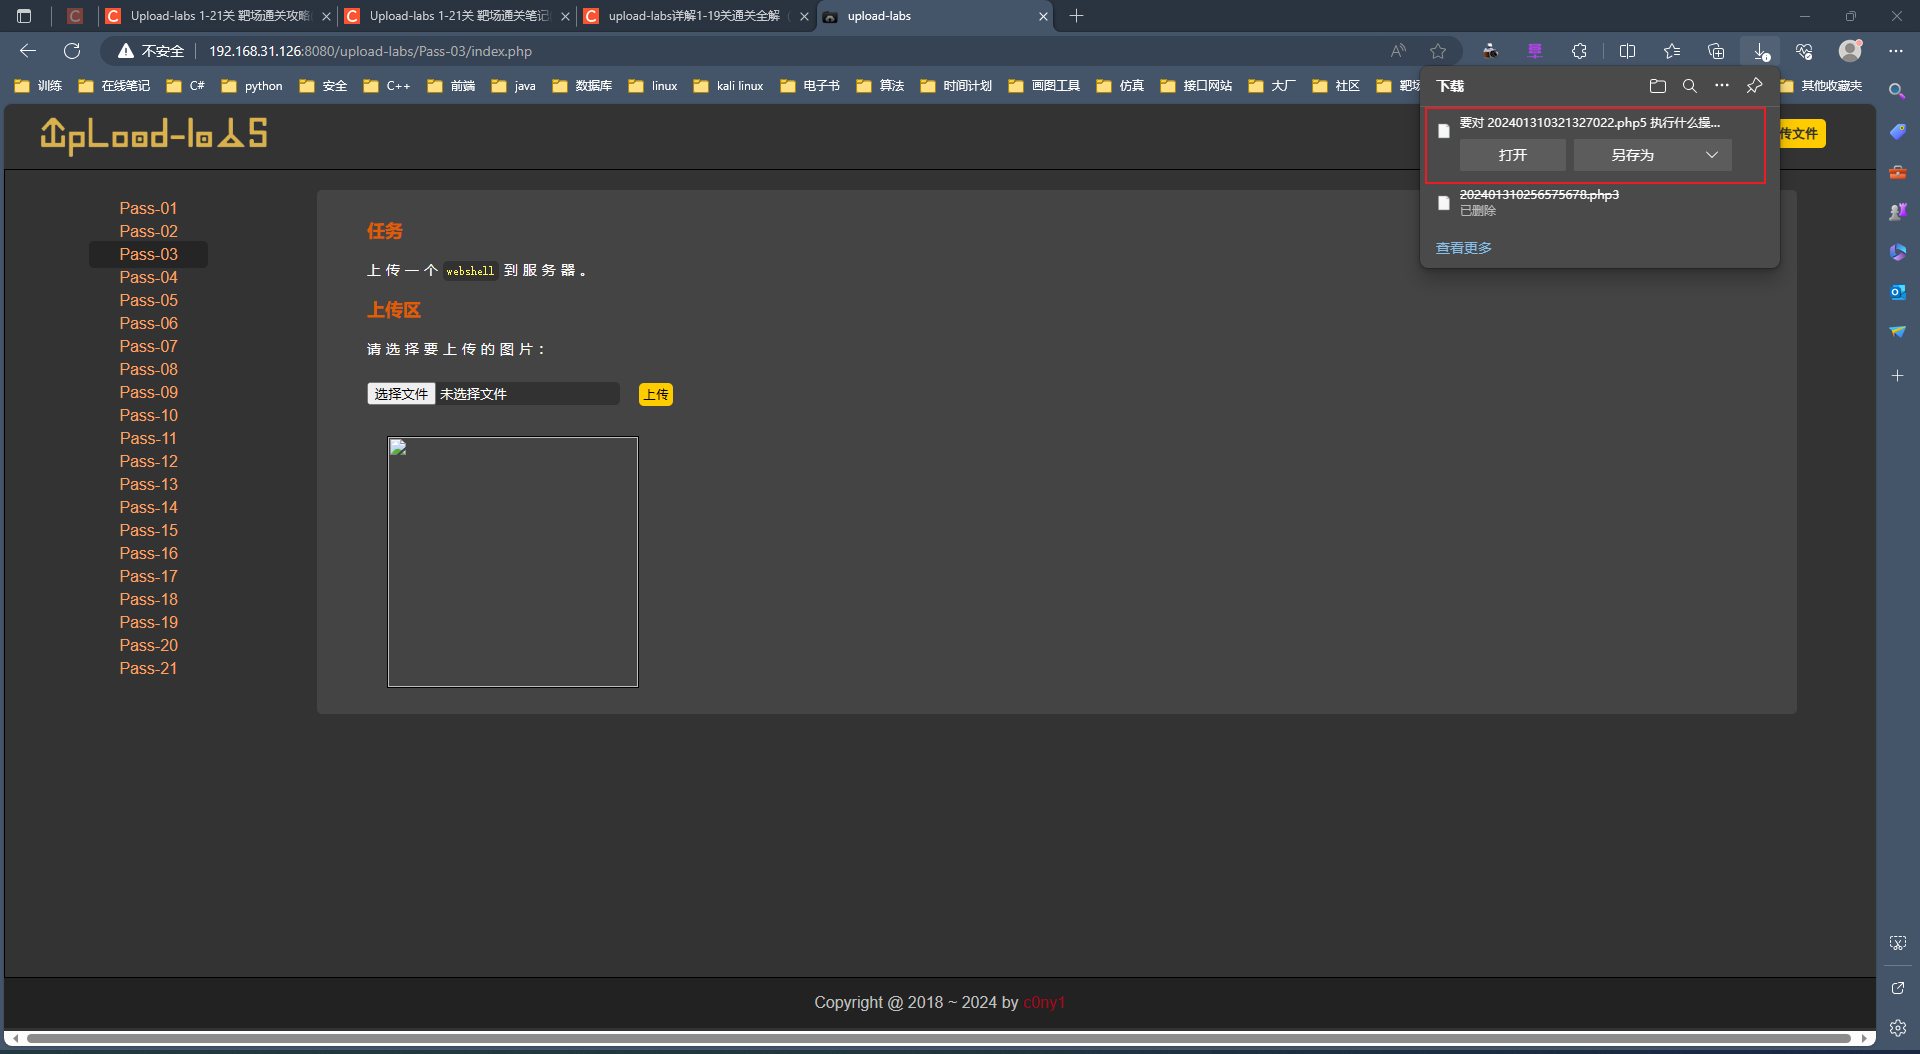 Upload-labs 1-21关 靶场通关攻略
Upload-labs 1-21关 靶场通关笔记
upload-labs详解1-19关通关全解
upload-labs
不安全
192.168.31.126:8080/upload-labs/Pass-03/index.php
训练
在线笔记
C#
python
安全
C++
前端
java
数据库
linux
kali linux
电子书
算法
时间计划
画图工具
仿真
接口网站
大厂
社区
靶场
其他收藏夹
UpLoad-labs
传文件
下载
要对 202401310321327022.php5 执行什么操...
打开
另存为
202401310256575678.php3
已删除
查看更多
Pass-01
Pass-02
Pass-03
Pass-04
Pass-05
Pass-06
Pass-07
Pass-08
Pass-09
Pass-10
Pass-11
Pass-12
Pass-13
Pass-14
Pass-15
Pass-16
Pass-17
Pass-18
Pass-19
Pass-20
Pass-21
任务
上传一个 webshell 到服务器。
上传区
请选择要上传的图片：
选择文件 未选择文件
上传
Copyright @ 2018 ~ 2024 by c0ny1